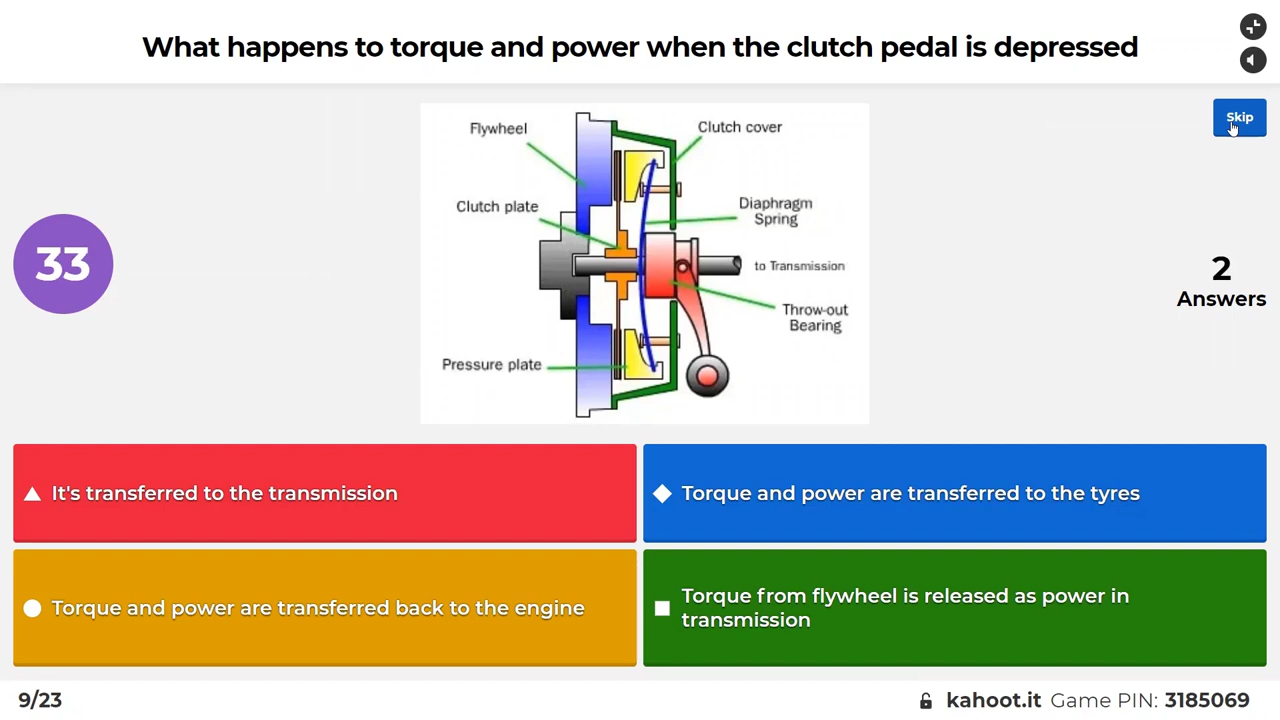 What happens to torque and power when the clutch pedal is depressed
Skip
33
2
Answers
Flywheel
Clutch cover
Clutch plate
Diaphragm
Spring
to Transmission
Throw-out
Bearing
Pressure plate
It's transferred to the transmission
Torque and power are transferred to the tyres
Torque and power are transferred back to the engine
Torque from flywheel is released as power in
transmission
9/23
kahoot.it Game PIN: 3185069